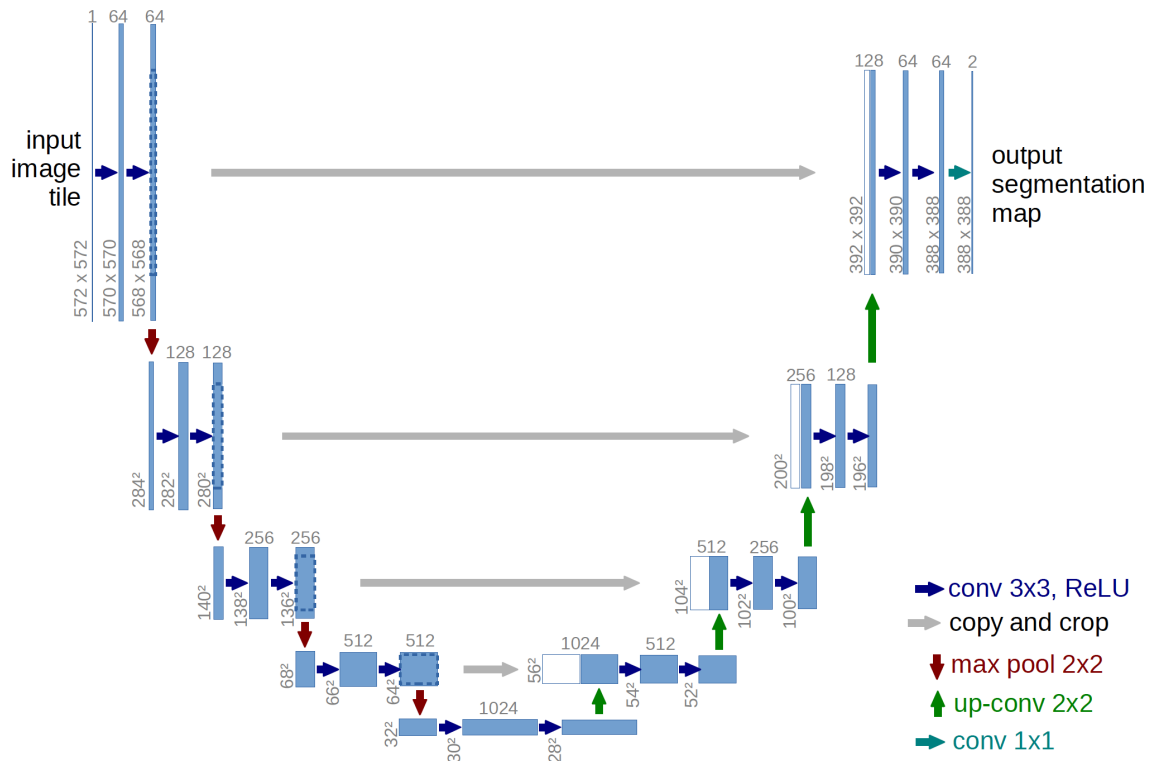 1 64 64
input
image
tile
572 x 572
570 x 570
568 x 568
128 64 64 2
output
segmentation
map
392 x 392
390 x 390
388 x 388
388 x 388
128 128
284²
282²
280²
256 128
200²
198²
196²
256 256
140²
138²
136²
512 256
104²
102²
100²
512 512
68²
66²
64²
1024 512
56²
54²
52²
1024
32²
30²
28²
conv 3x3, ReLU
copy and crop
max pool 2x2
up-conv 2x2
conv 1x1